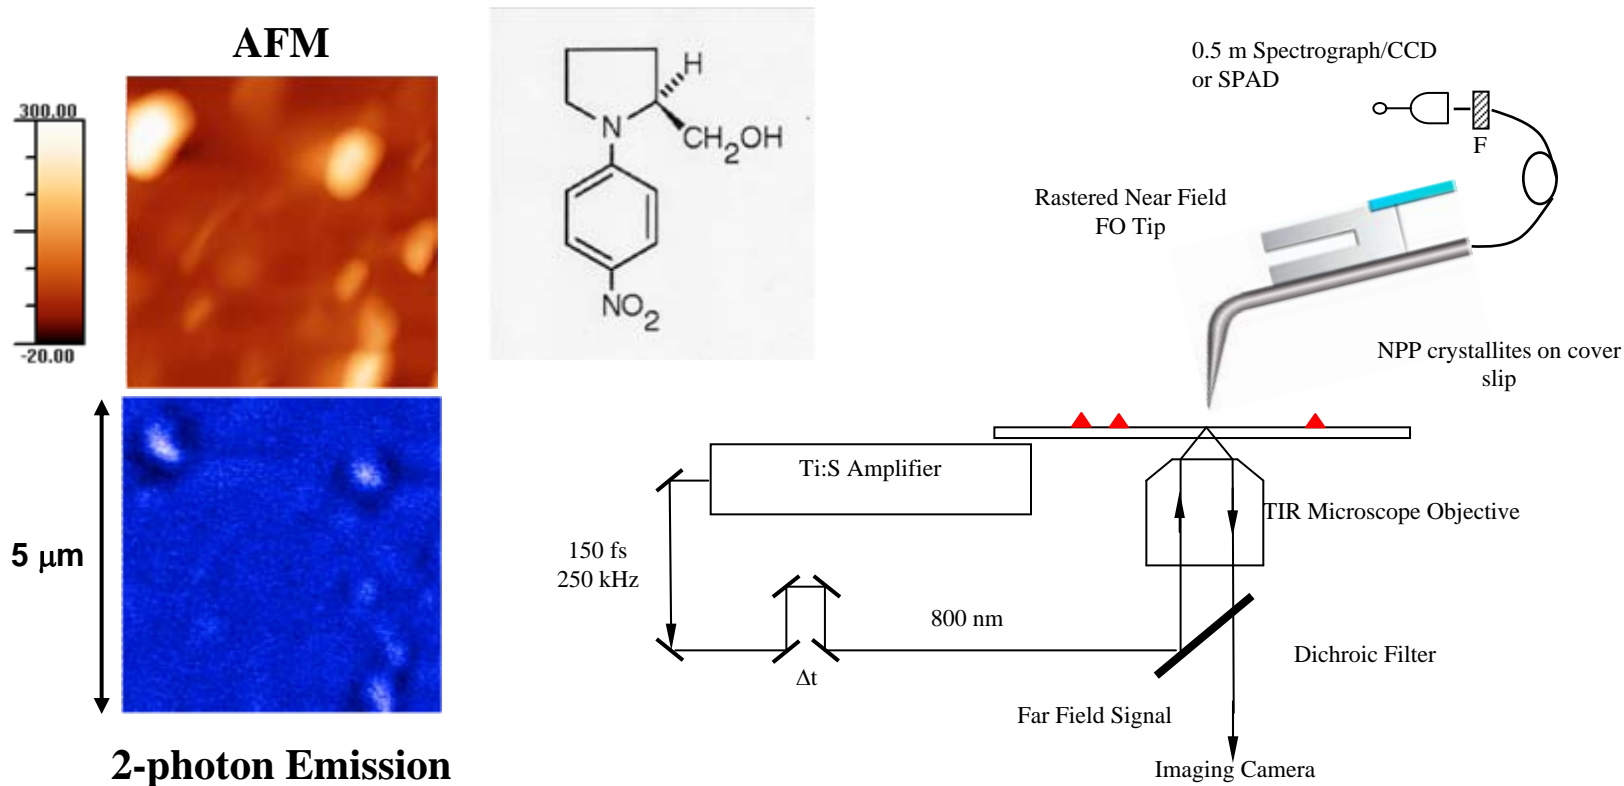 AFM
300.00
-20.00
5 μm
2-photon Emission
H
N
CH2OH
NO2
0.5 m Spectrograph/CCD
or SPAD
F
Rastered Near Field
FO Tip
NPP crystallites on cover
slip
Ti:S Amplifier
TIR Microscope Objective
150 fs
250 kHz
800 nm
Δt
Dichroic Filter
Far Field Signal
Imaging Camera